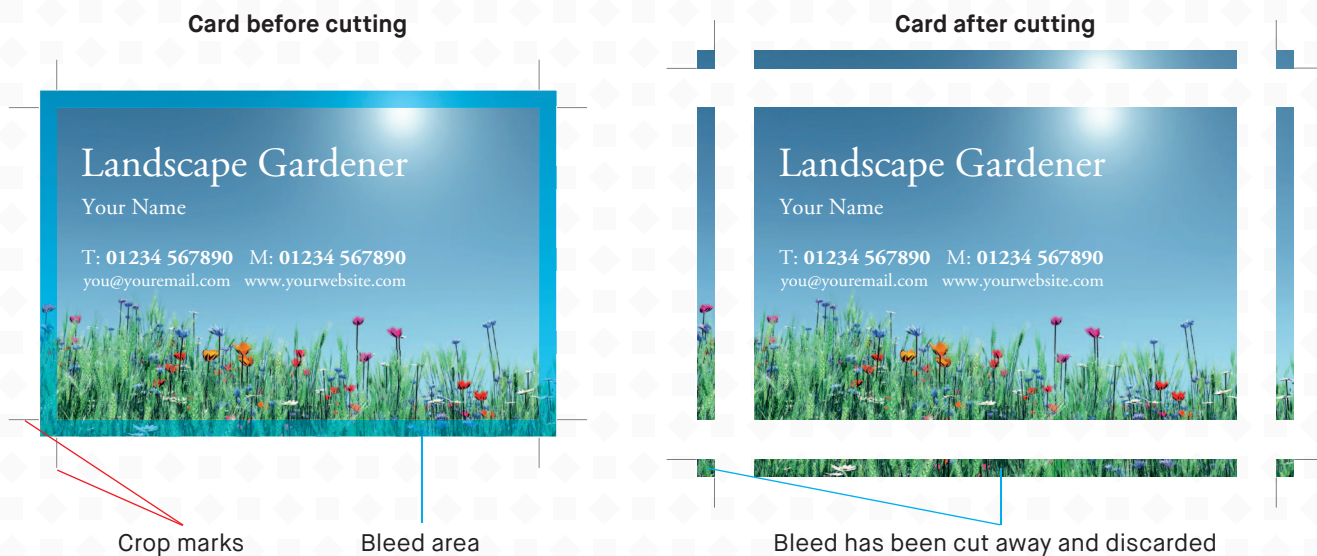 Card before cutting
Landscape Gardener
Your Name
T: 01234 567890 M: 01234 567890
you@youremail.com www.yourwebsite.com
Crop marks
Bleed area
Card after cutting
Landscape Gardener
Your Name
T: 01234 567890 M: 01234 567890
you@youremail.com www.yourwebsite.com
Bleed has been cut away and discarded